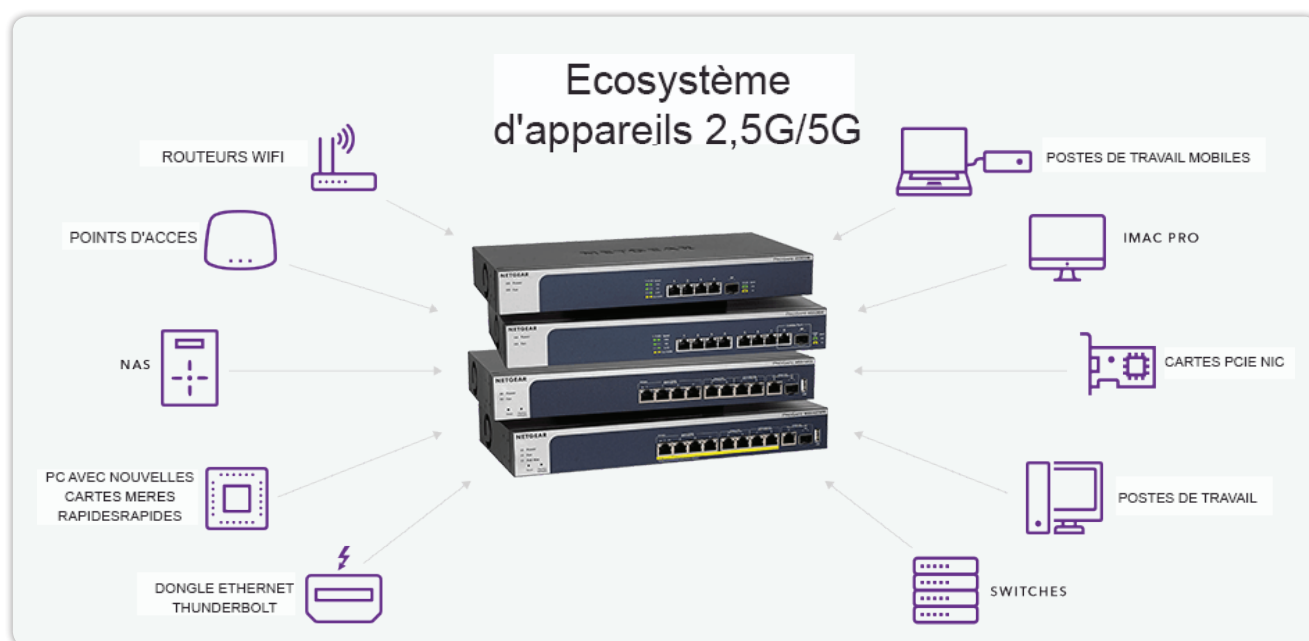 Ecosystème
d'appareils 2,5G/5G
ROUTEURS WIFI
POINTS D'ACCES
NAS
PC AVEC NOUVELLES
CARTES MERES
RAPIDESRAPIDES
DONGLE ETHERNET
THUNDERBOLT
POSTES DE TRAVAIL MOBILES
IMAC PRO
CARTES PCIE NIC
POSTES DE TRAVAIL
SWITCHES
NETGEAR
NETGEAR
NETGEAR
NETGEAR
NETGEAR